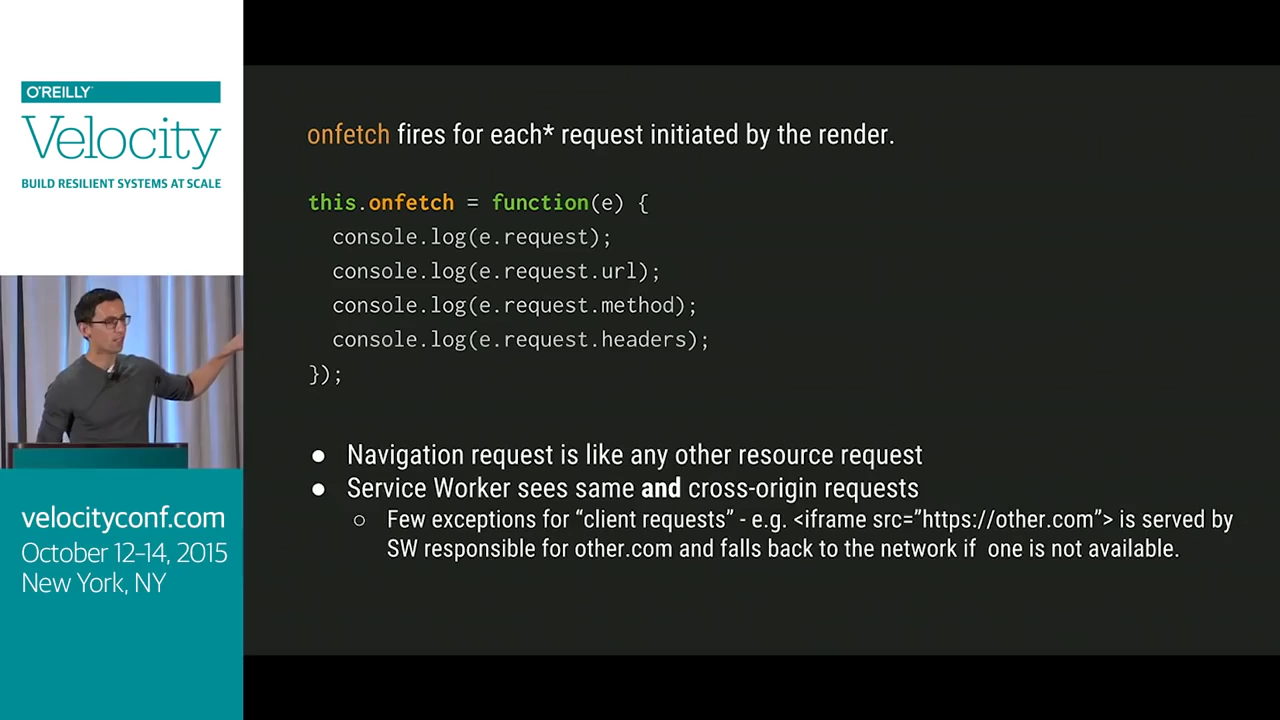 O'REILLY
Velocity
BUILD RESILIENT SYSTEMS AT SCALE
velocityconf.com
October 12–14, 2015
New York, NY
onfetch fires for each* request initiated by the render.
this.onfetch = function(e) {
console.log(e.request);
console.log(e.request.url);
console.log(e.request.method);
console.log(e.request.headers);
});
● Navigation request is like any other resource request
● Service Worker sees same and cross-origin requests
○ Few exceptions for “client requests” - e.g. <iframe src=”https://other.com”> is served by
SW responsible for other.com and falls back to the network if one is not available.